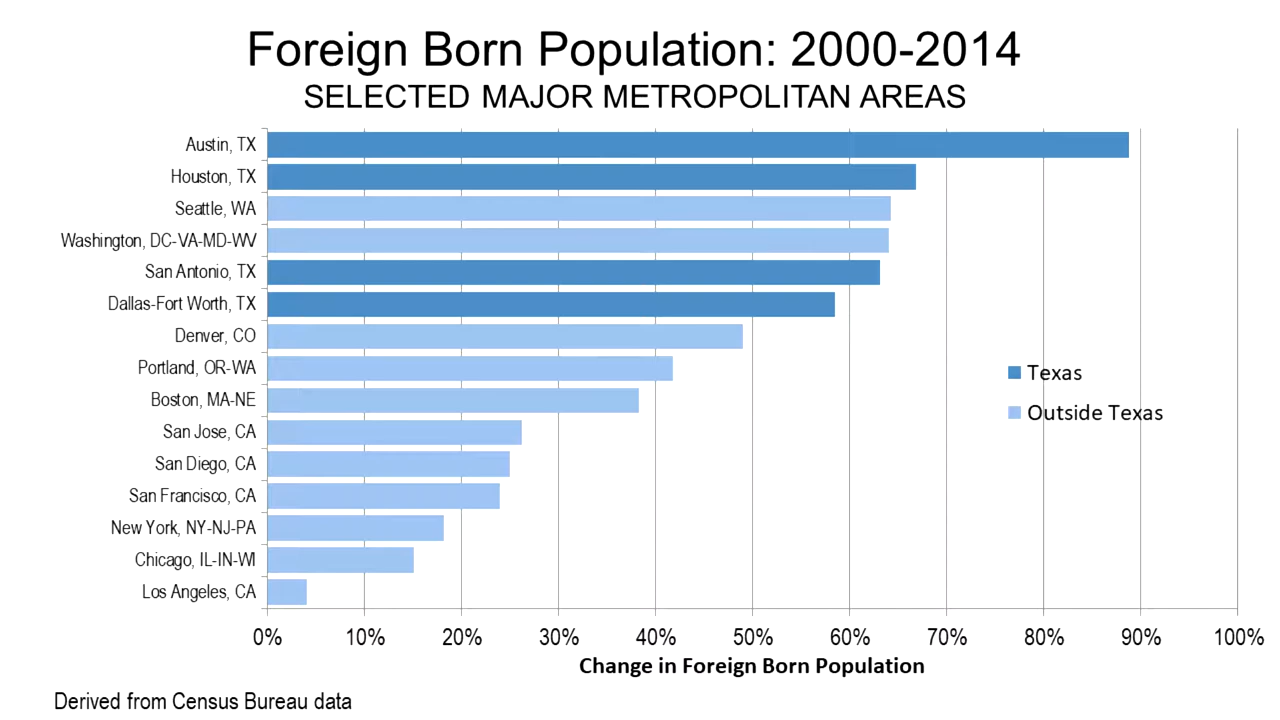 Foreign Born Population: 2000-2014
SELECTED MAJOR METROPOLITAN AREAS
Austin, TX
Houston, TX
Seattle, WA
Washington, DC-VA-MD-WV
San Antonio, TX
Dallas-Fort Worth, TX
Denver, CO
Portland, OR-WA
Boston, MA-NE
San Jose, CA
San Diego, CA
San Francisco, CA
New York, NY-NJ-PA
Chicago, IL-IN-WI
Los Angeles, CA
Texas
Outside Texas
0% 10% 20% 30% 40% 50% 60% 70% 80% 90% 100%
Change in Foreign Born Population
Derived from Census Bureau data